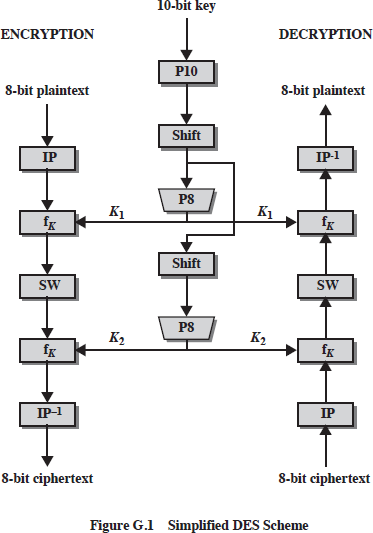 10-bit key
ENCRYPTION
DECRYPTION
P10
8-bit plaintext
8-bit plaintext
Shift
IP
IP-1
P8
K1
K1
fK
fK
Shift
SW
SW
P8
K2
K2
fK
fK
IP–1
IP
8-bit ciphertext
8-bit ciphertext
Figure G.1 Simplified DES Scheme